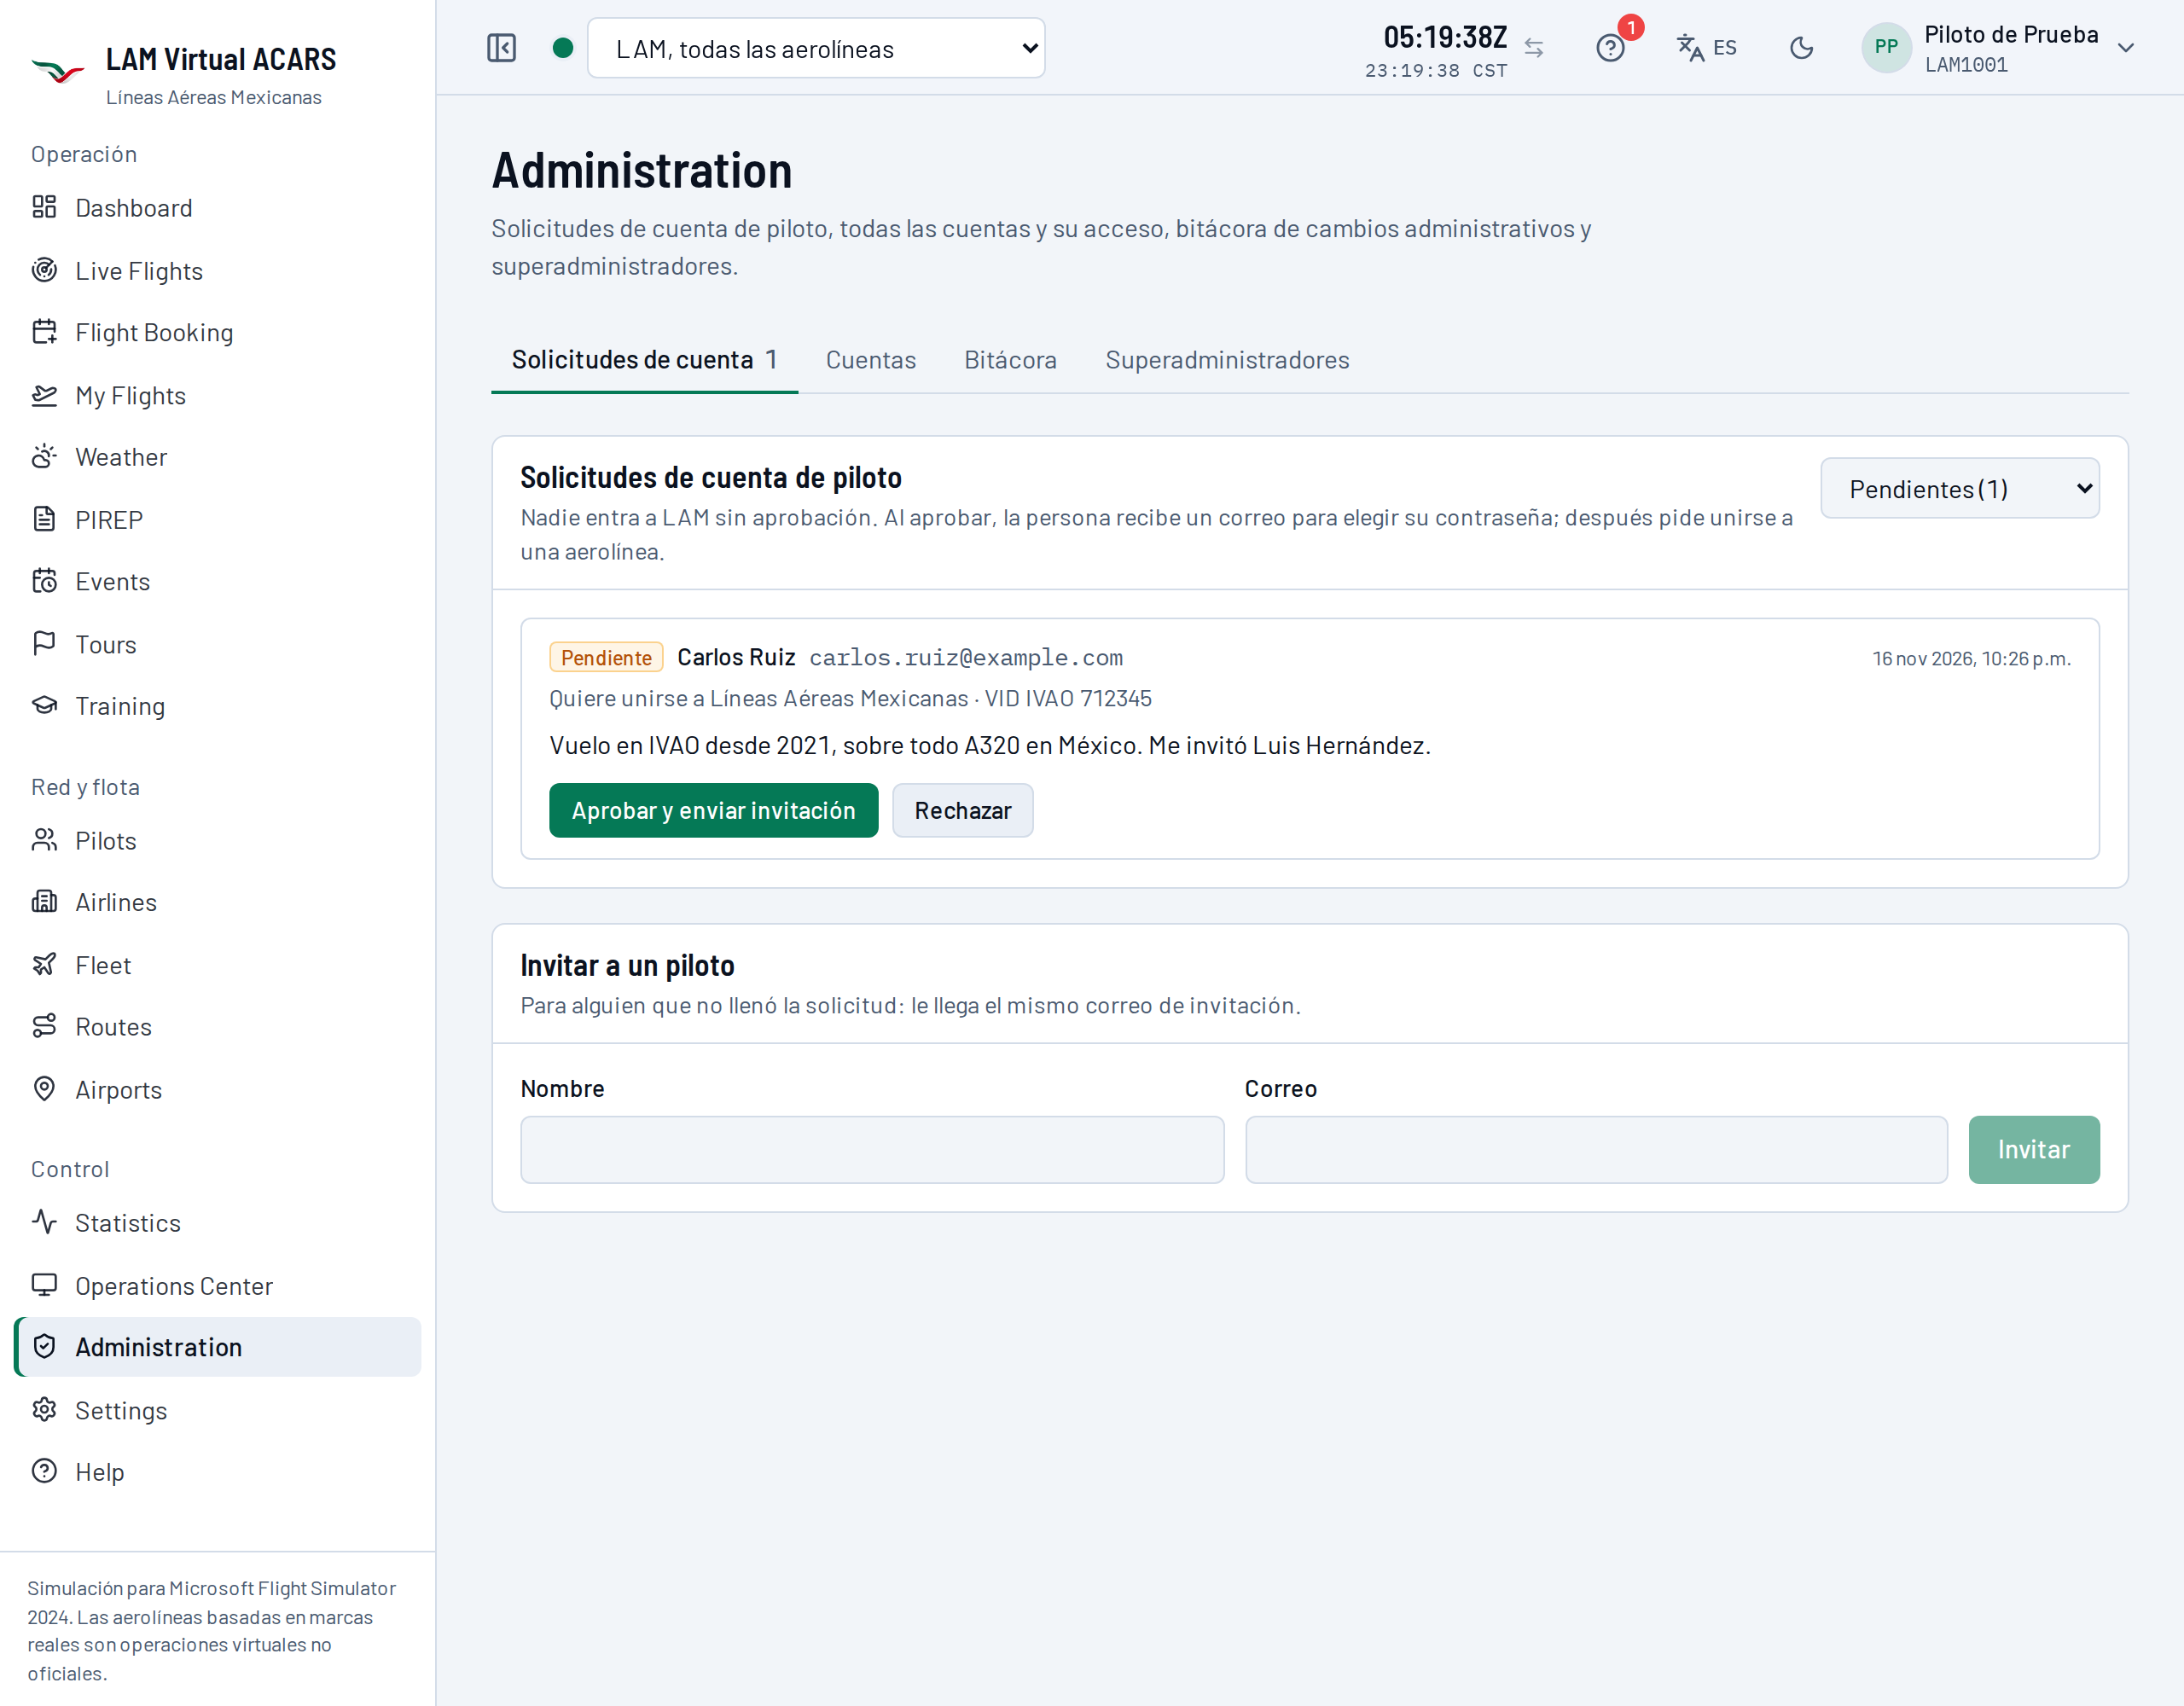 LAM Virtual ACARS
Líneas Aéreas Mexicanas
Operación
Dashboard
Live Flights
Flight Booking
My Flights
Weather
PIREP
Events
Tours
Training
Red y flota
Pilots
Airlines
Fleet
Routes
Airports
Control
Statistics
Operations Center
Administration
Settings
Help
Simulación para Microsoft Flight Simulator
2024. Las aerolíneas basadas en marcas
reales son operaciones virtuales no
oficiales.
LAM, todas las aerolíneas
05:19:38Z
23:19:38 CST
1
ES
PP
Piloto de Prueba
LAM1001
Administration
Solicitudes de cuenta de piloto, todas las cuentas y su acceso, bitácora de cambios administrativos y
superadministradores.
Solicitudes de cuenta 1
Cuentas
Bitácora
Superadministradores
Solicitudes de cuenta de piloto
Nadie entra a LAM sin aprobación. Al aprobar, la persona recibe un correo para elegir su contraseña; después pide unirse a
una aerolínea.
Pendientes (1)
Pendiente Carlos Ruiz carlos.ruiz@example.com
16 nov 2026, 10:26 p.m.
Quiere unirse a Líneas Aéreas Mexicanas · VID IVAO 712345
Vuelo en IVAO desde 2021, sobre todo A320 en México. Me invitó Luis Hernández.
Aprobar y enviar invitación
Rechazar
Invitar a un piloto
Para alguien que no llenó la solicitud: le llega el mismo correo de invitación.
Nombre
Correo
Invitar